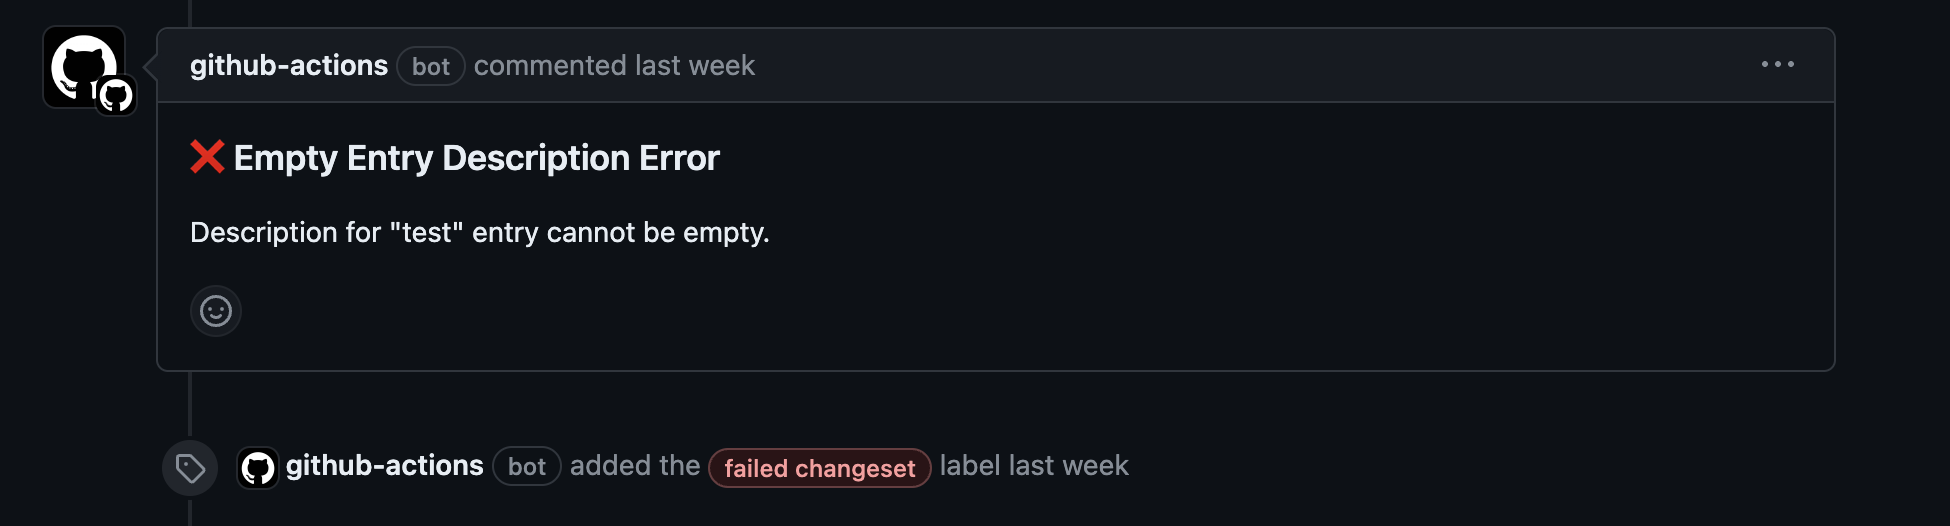 github-actions bot commented last week
❌ Empty Entry Description Error
Description for "test" entry cannot be empty.
github-actions bot added the failed changeset label last week